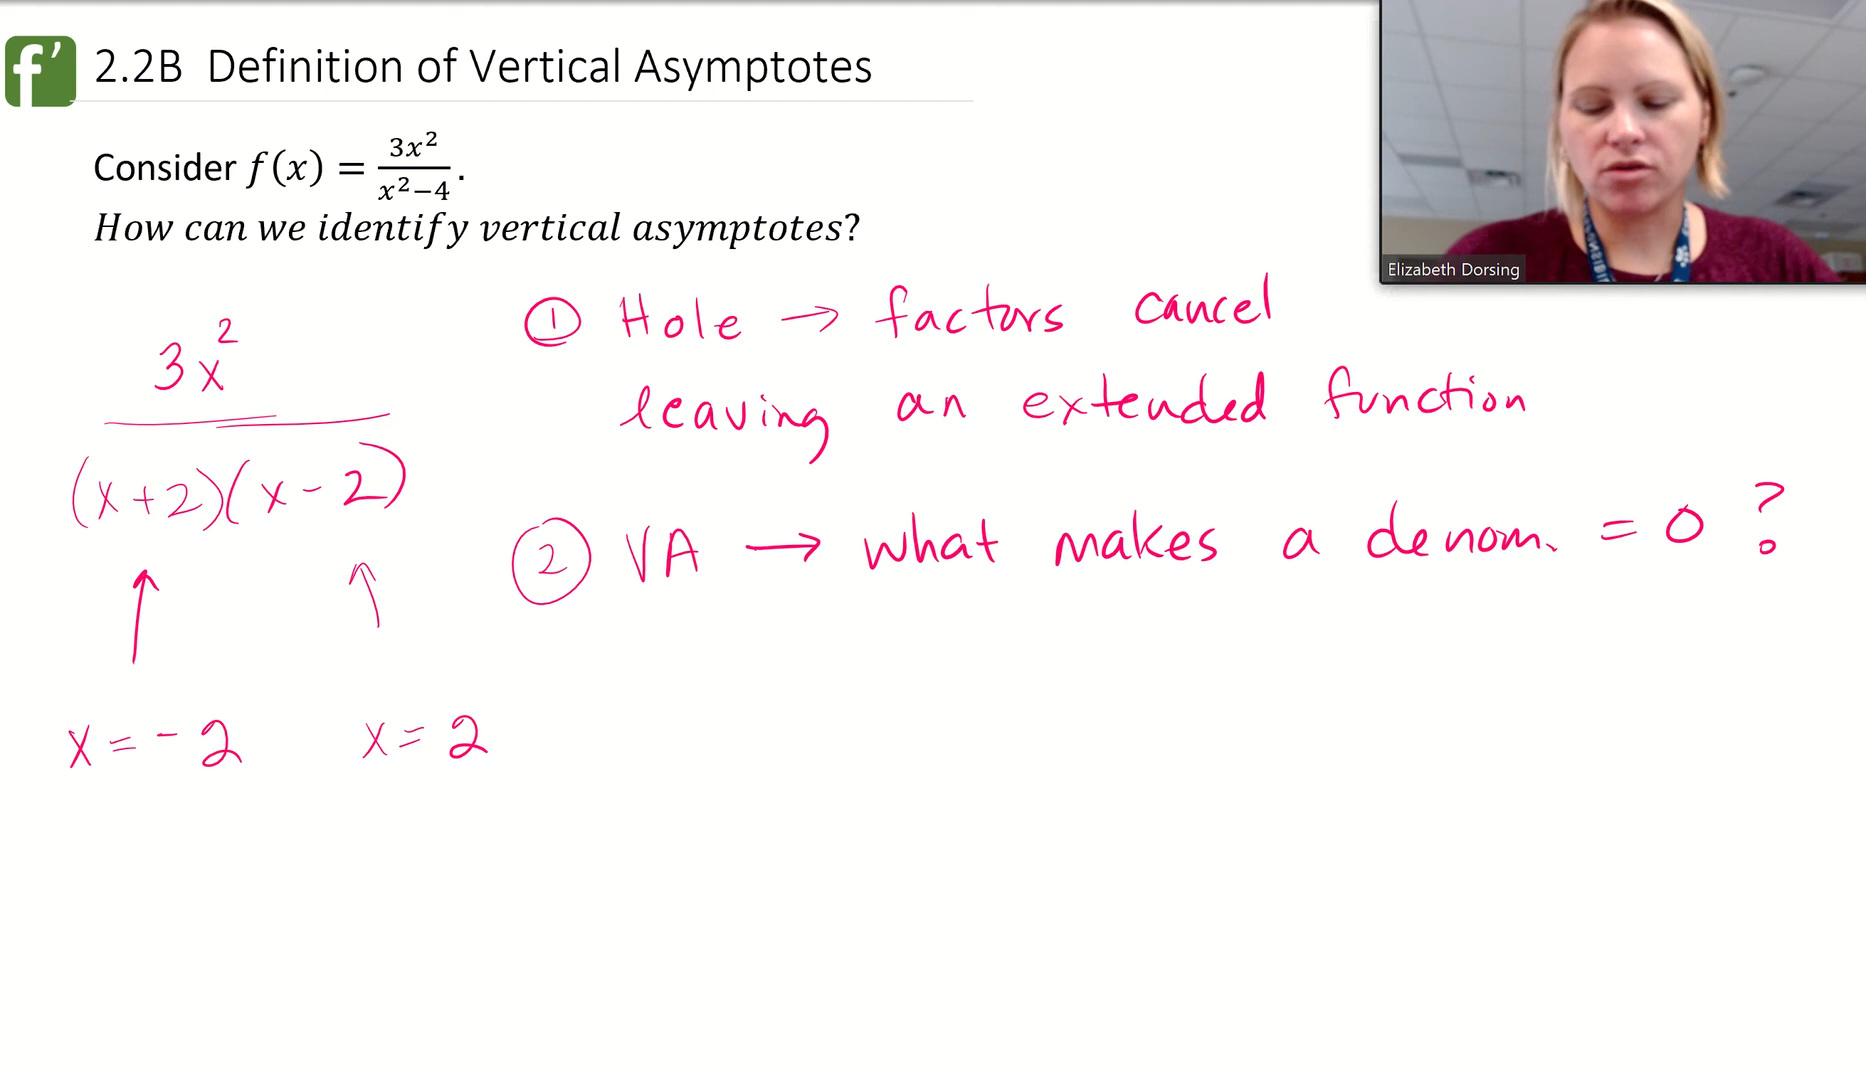 f'
2.2B Definition of Vertical Asymptotes
Consider f(x) = 3x²/(x²−4).
How can we identify vertical asymptotes?
Elizabeth Dorsing
① Hole → factors cancel
leaving an extended function
3x²
(x+2)(x-2)
② VA → what makes a denom. = 0 ?
x = -2 x = 2